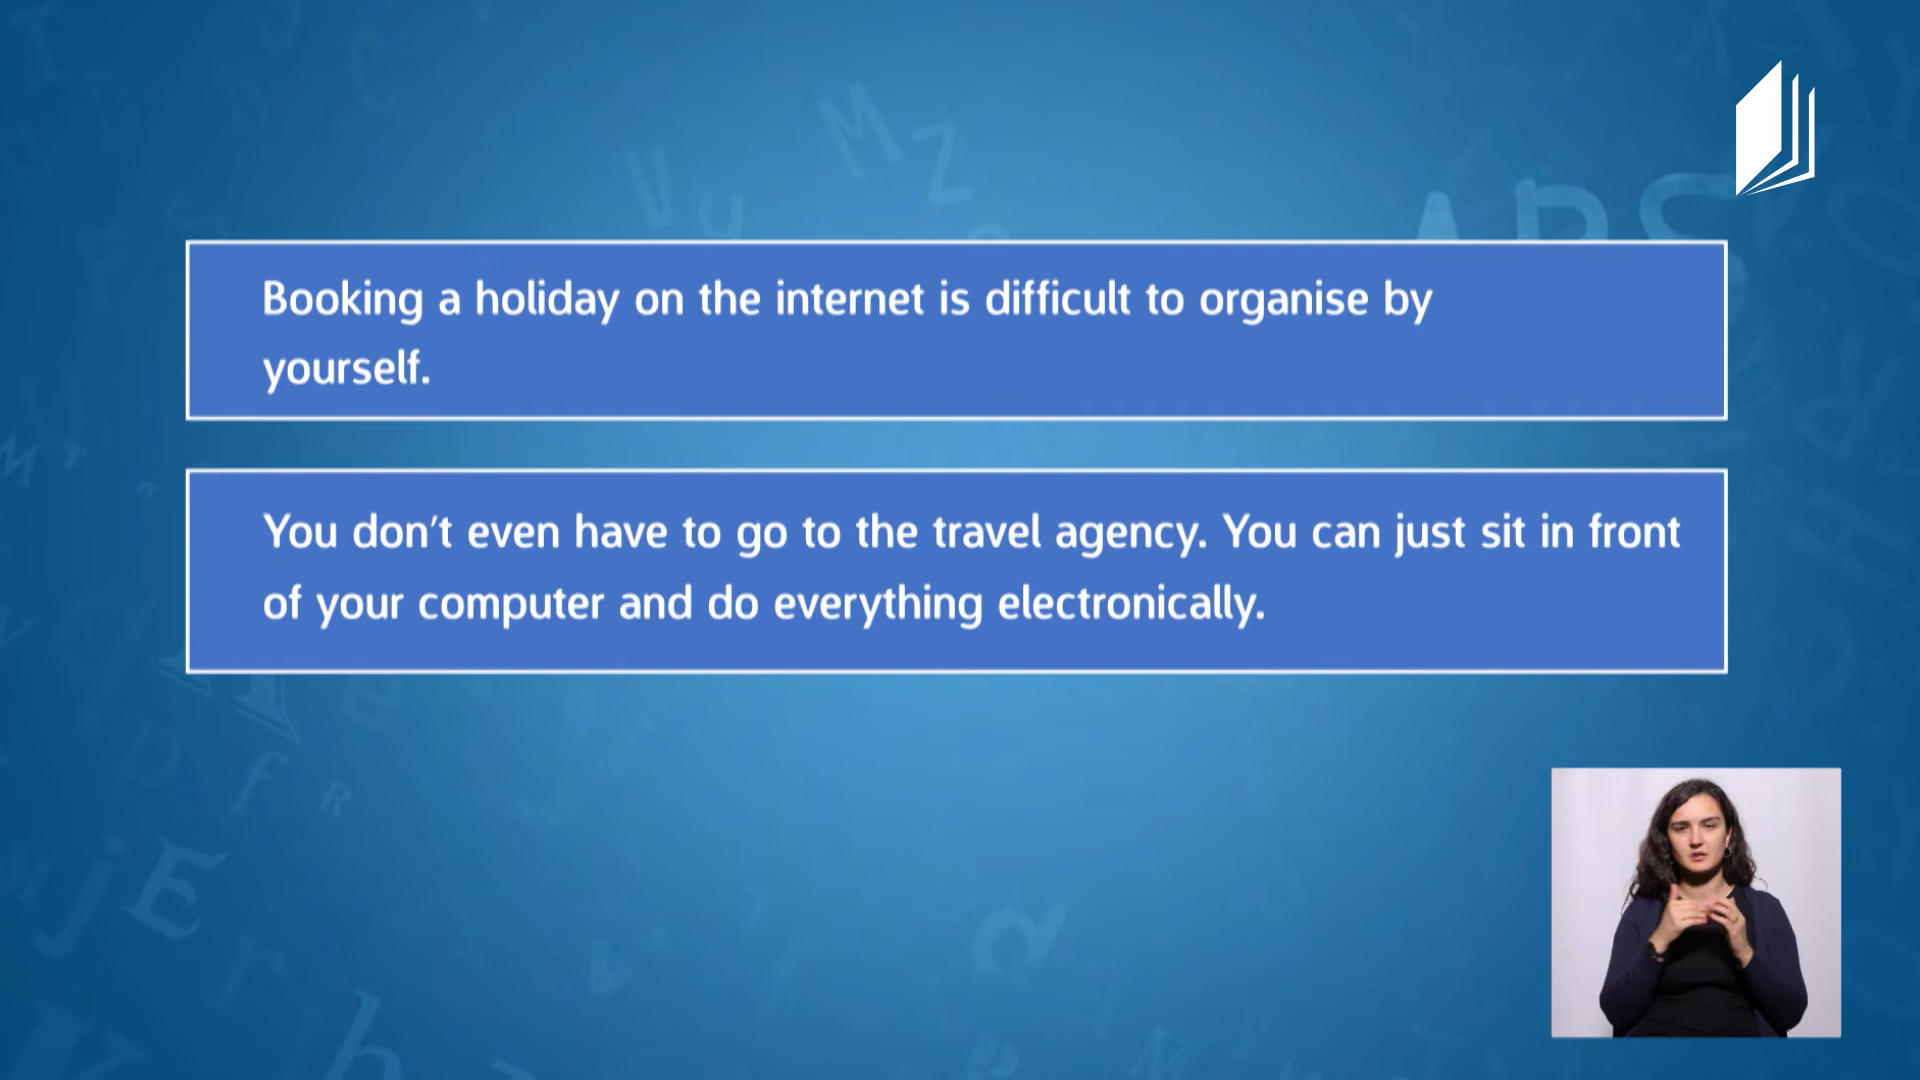 Booking a holiday on the internet is difficult to organise by
yourself.
You don’t even have to go to the travel agency. You can just sit in front
of your computer and do everything electronically.